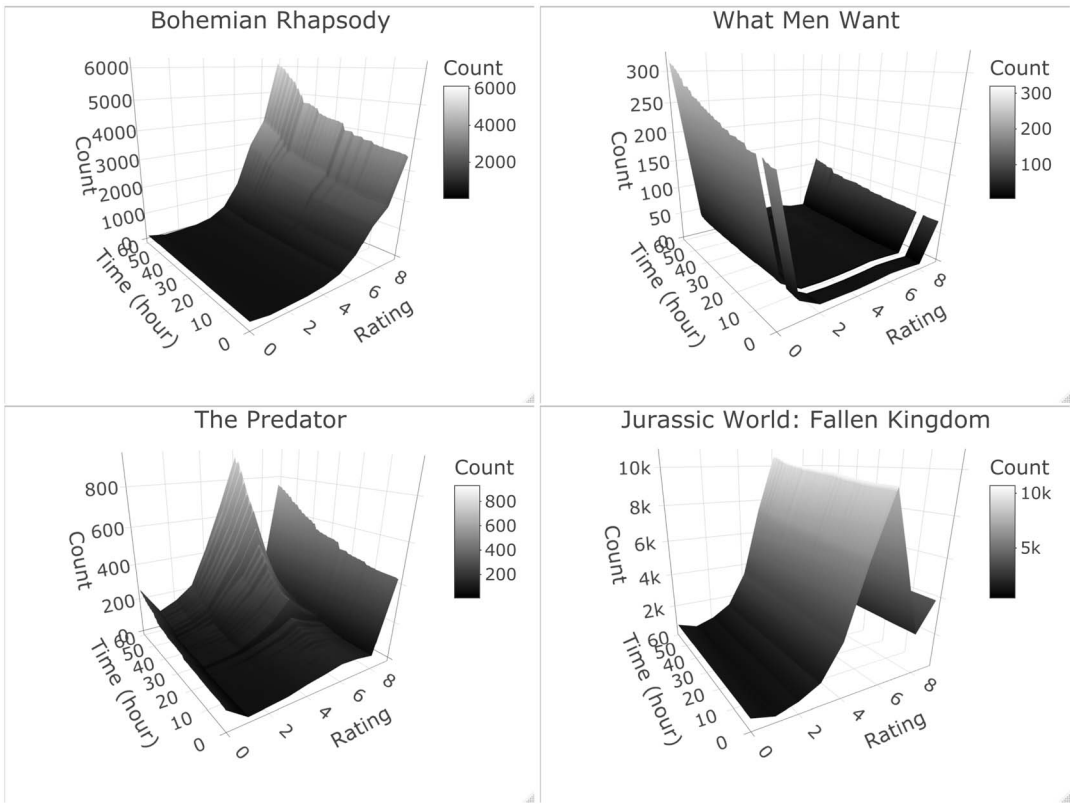 Bohemian Rhapsody
6000
5000
4000
3000
2000
1000
0
Count
60
50
40
30
20
10
0
Time (hour)
0
2
4
6
8
Rating
Count
6000
4000
2000
What Men Want
300
250
200
150
100
50
0
Count
60
50
40
30
20
10
0
Time (hour)
0
2
4
6
8
Rating
Count
300
200
100
The Predator
800
600
400
200
0
Count
60
50
40
30
20
10
0
Time (hour)
0
2
4
6
8
Rating
Count
800
600
400
200
Jurassic World: Fallen Kingdom
10k
8k
6k
4k
2k
Count
60
50
40
30
20
10
0
Time (hour)
0
2
4
6
8
Rating
Count
10k
5k